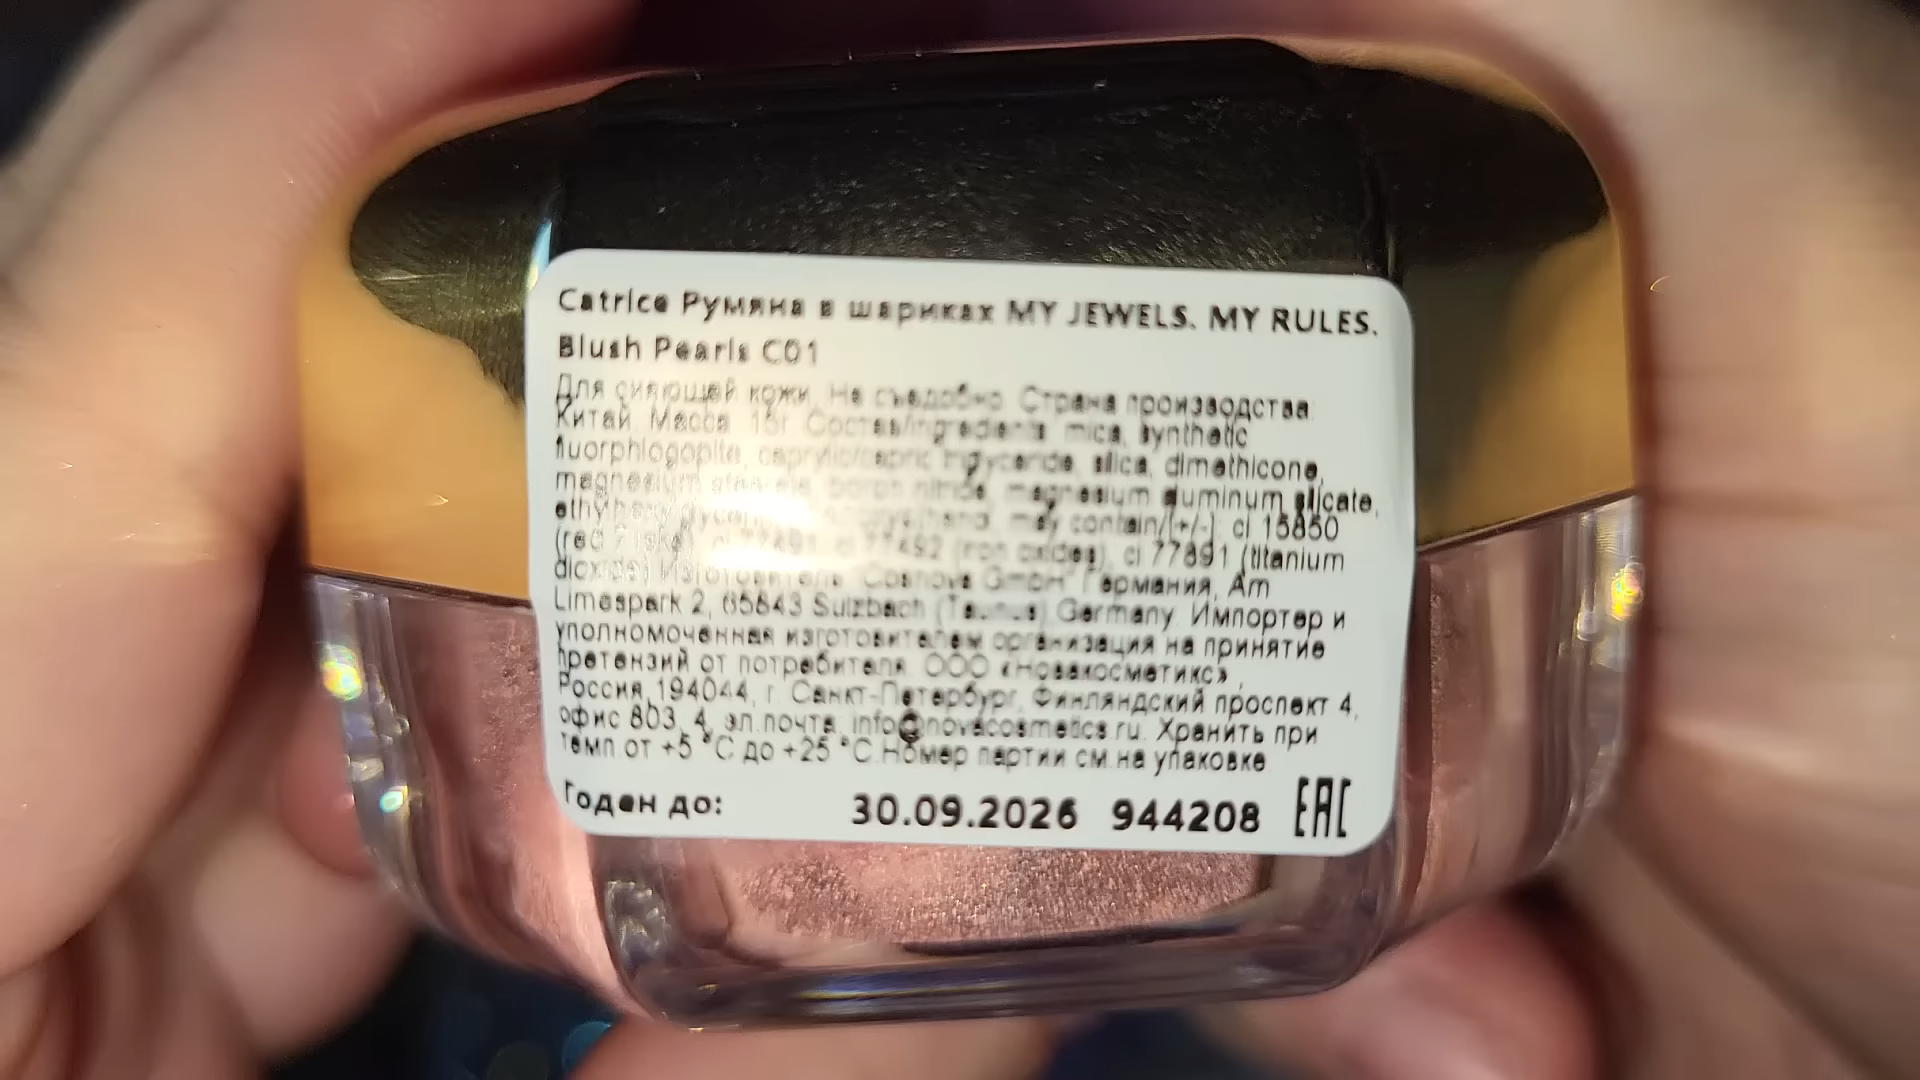 Catrice Румяна в шариках MY JEWELS. MY RULES.
Blush Pearls C01
Для сияющей кожи. Не съедобно. Страна производства
Китай. Масса 15г. Состав/Ingredients: mica, synthetic
fluorphlogopite, caprylic/capric triglyceride, silica, dimethicone,
magnesium stearate, boron nitride, magnesium aluminum silicate,
may contain/[+/-]: ci 15850
(red ci 77491, ci 77492 (iron oxides), ci 77891 (titanium
dioxide) Изготовитель: Cosnova GmbH Германия, Am
Limespark 2, 65843 Sulzbach (Taunus) Germany. Импортер и
уполномоченная изготовителем организация на принятие
претензий от потребителя: ООО «Новакосметикс»,
Россия, 194044, г. Санкт-Петербург, Финляндский проспект 4,
офис 803, 4, эл.почта: info@novacosmetics.ru. Хранить при
темп от +5 °C до +25 °C.Номер партии см.на упаковке
Годен до: 30.09.2026 944208 EAC